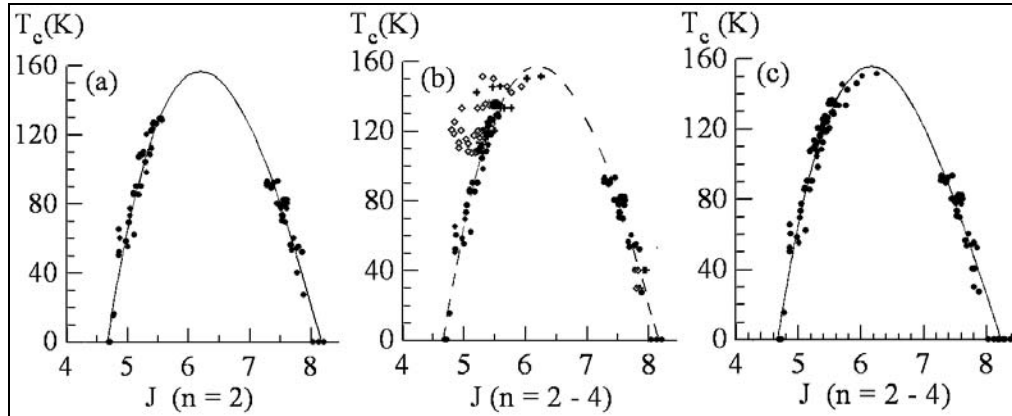 T_c(K) T_c(K) T_c(K)
160 160 160
(a) (b) (c)
120 120 120
80 80 80
40 40 40
0 0 0
4 5 6 7 8 4 5 6 7 8 4 5 6 7 8
J (n = 2) J (n = 2 - 4) J (n = 2 - 4)